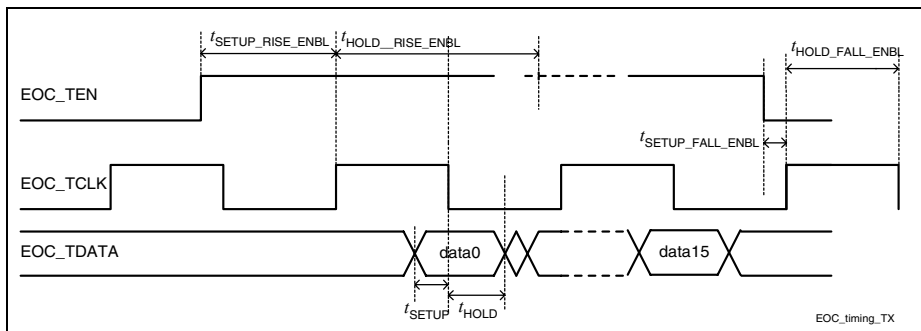 tSETUP_RISE_ENBL
tHOLD__RISE_ENBL
tHOLD_FALL_ENBL
EOC_TEN
tSETUP_FALL_ENBL
EOC_TCLK
EOC_TDATA
data0
data15
tSETUP
tHOLD
EOC_timing_TX